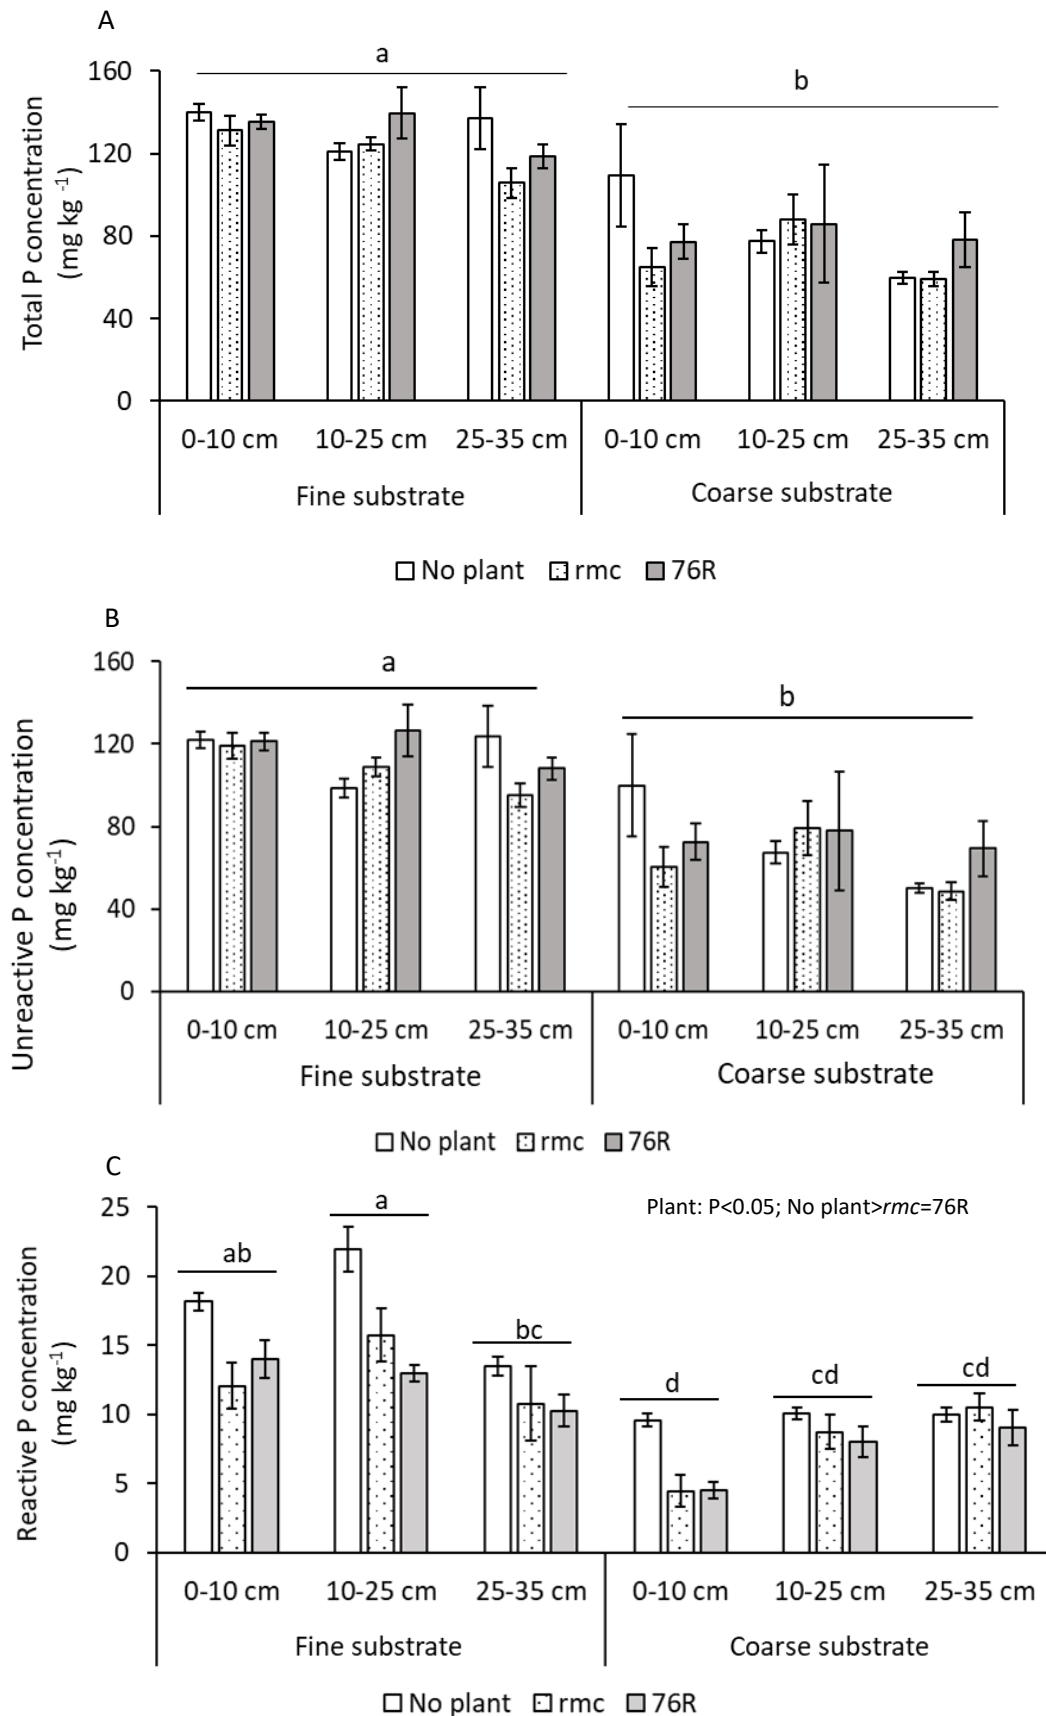 A
a
b
160
120
80
40
0
Total P concentration
(mg kg -1)
0-10 cm 10-25 cm 25-35 cm 0-10 cm 10-25 cm 25-35 cm
Fine substrate Coarse substrate
No plant rmc 76R
B
a
b
160
120
80
40
0
Unreactive P concentration
(mg kg-1)
0-10 cm 10-25 cm 25-35 cm 0-10 cm 10-25 cm 25-35 cm
Fine substrate Coarse substrate
No plant rmc 76R
C
Plant: P<0.05; No plant>rmc=76R
ab
a
bc
d
cd
cd
25
20
15
10
5
0
Reactive P concentration
(mg kg-1)
0-10 cm 10-25 cm 25-35 cm 0-10 cm 10-25 cm 25-35 cm
Fine substrate Coarse substrate
No plant rmc 76R